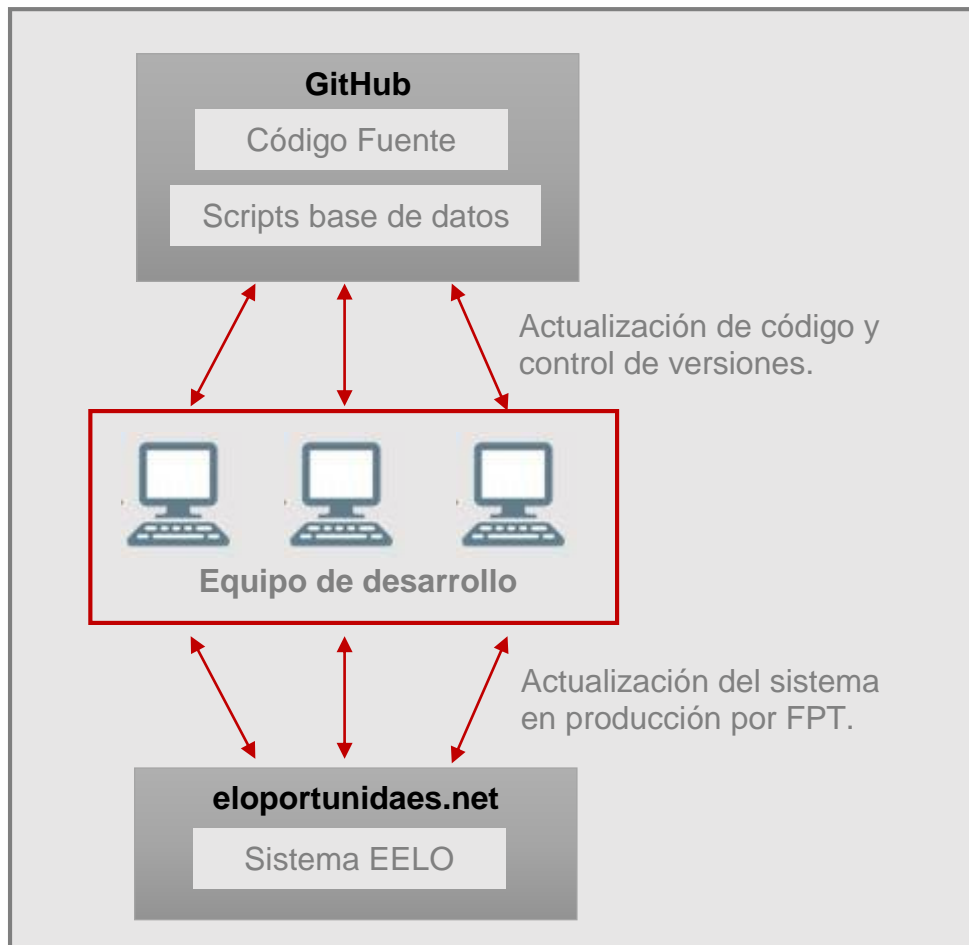 GitHub
Código Fuente
Scripts base de datos
Actualización de código y
control de versiones.
Equipo de desarrollo
Actualización del sistema
en producción por FPT.
eloportunidaes.net
Sistema EELO